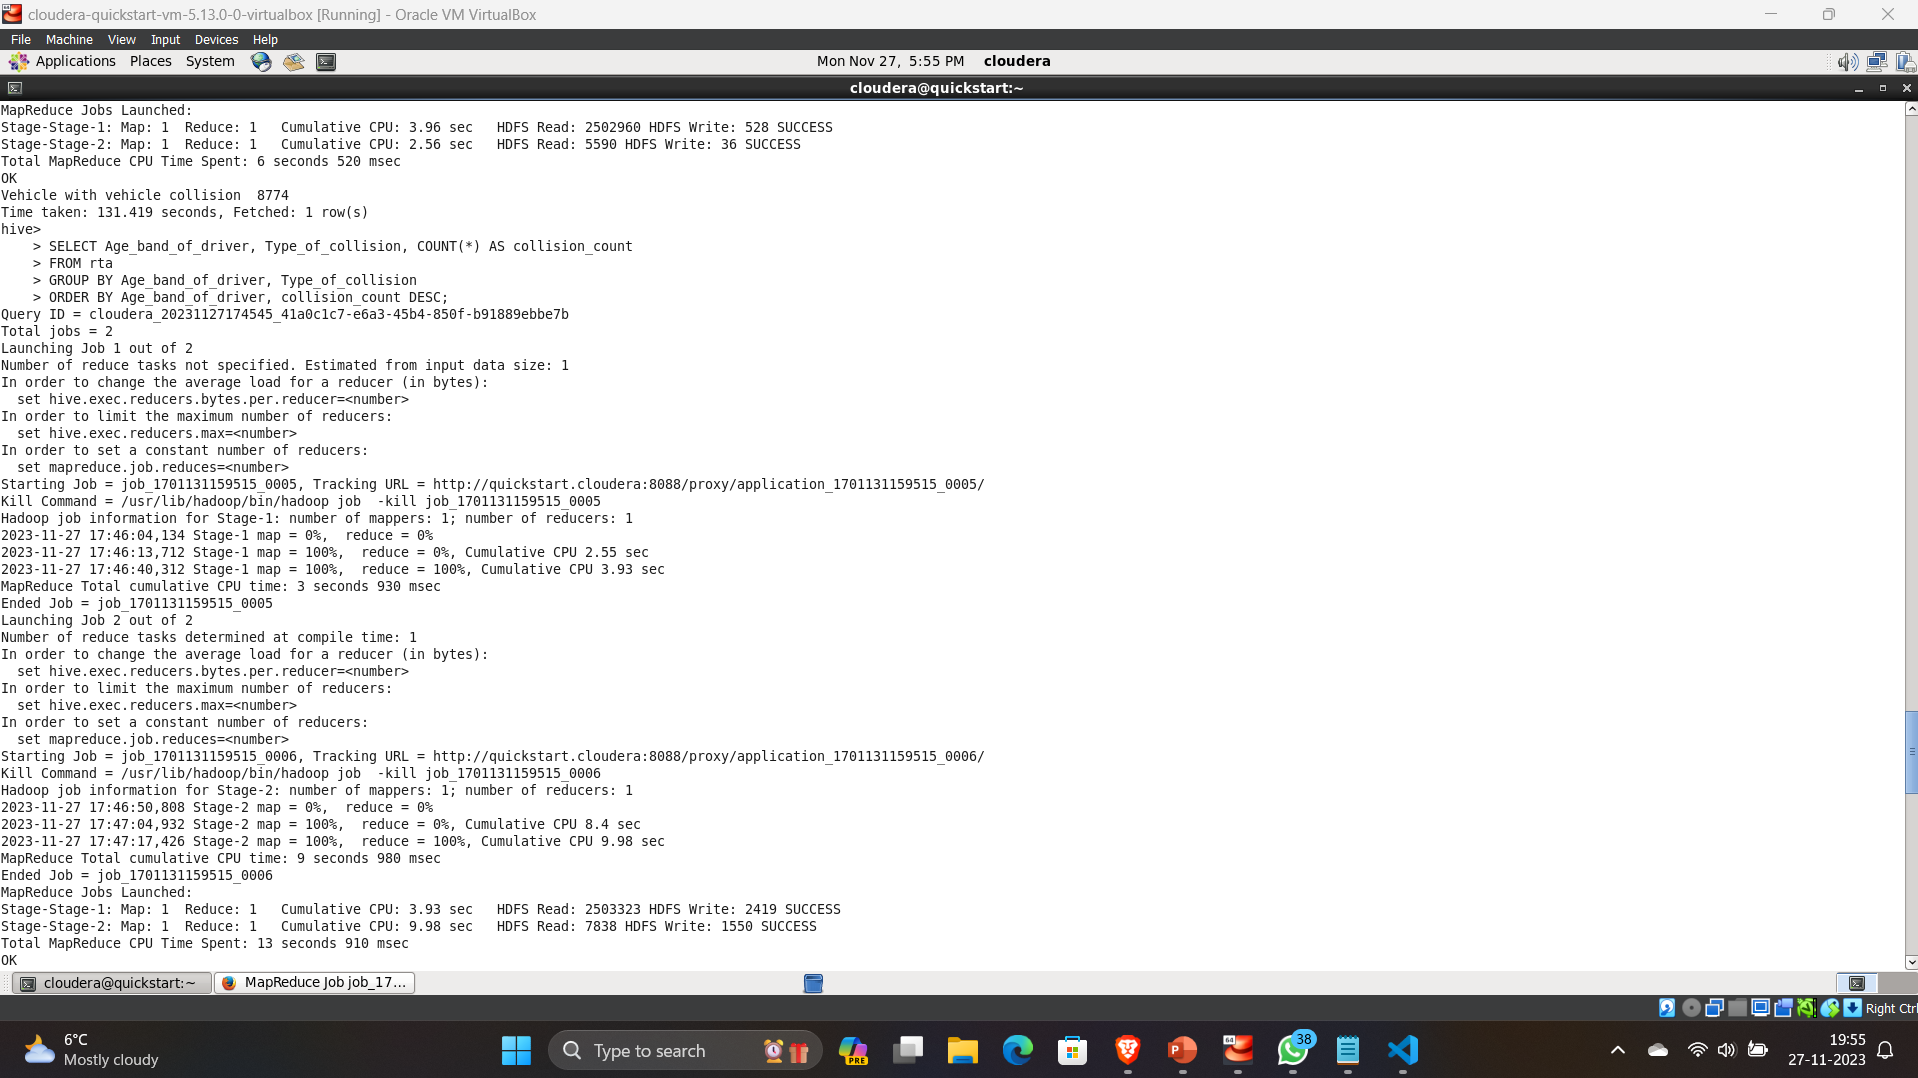 cloudera-quickstart-vm-5.13.0-0-virtualbox [Running] - Oracle VM VirtualBox
File Machine View Input Devices Help
Applications Places System Mon Nov 27, 5:55 PM cloudera
cloudera@quickstart:~
MapReduce Jobs Launched:
Stage-Stage-1: Map: 1  Reduce: 1   Cumulative CPU: 3.96 sec   HDFS Read: 2502960 HDFS Write: 528 SUCCESS
Stage-Stage-2: Map: 1  Reduce: 1   Cumulative CPU: 2.56 sec   HDFS Read: 5590 HDFS Write: 36 SUCCESS
Total MapReduce CPU Time Spent: 6 seconds 520 msec
OK
Vehicle with vehicle collision  8774
Time taken: 131.419 seconds, Fetched: 1 row(s)
hive>
    > SELECT Age_band_of_driver, Type_of_collision, COUNT(*) AS collision_count
    > FROM rta
    > GROUP BY Age_band_of_driver, Type_of_collision
    > ORDER BY Age_band_of_driver, collision_count DESC;
Query ID = cloudera_20231127174545_41a0c1c7-e6a3-45b4-850f-b91889ebbe7b
Total jobs = 2
Launching Job 1 out of 2
Number of reduce tasks not specified. Estimated from input data size: 1
In order to change the average load for a reducer (in bytes):
  set hive.exec.reducers.bytes.per.reducer=<number>
In order to limit the maximum number of reducers:
  set hive.exec.reducers.max=<number>
In order to set a constant number of reducers:
  set mapreduce.job.reduces=<number>
Starting Job = job_1701131159515_0005, Tracking URL = http://quickstart.cloudera:8088/proxy/application_1701131159515_0005/
Kill Command = /usr/lib/hadoop/bin/hadoop job  -kill job_1701131159515_0005
Hadoop job information for Stage-1: number of mappers: 1; number of reducers: 1
2023-11-27 17:46:04,134 Stage-1 map = 0%,  reduce = 0%
2023-11-27 17:46:13,712 Stage-1 map = 100%,  reduce = 0%, Cumulative CPU 2.55 sec
2023-11-27 17:46:40,312 Stage-1 map = 100%,  reduce = 100%, Cumulative CPU 3.93 sec
MapReduce Total cumulative CPU time: 3 seconds 930 msec
Ended Job = job_1701131159515_0005
Launching Job 2 out of 2
Number of reduce tasks determined at compile time: 1
In order to change the average load for a reducer (in bytes):
  set hive.exec.reducers.bytes.per.reducer=<number>
In order to limit the maximum number of reducers:
  set hive.exec.reducers.max=<number>
In order to set a constant number of reducers:
  set mapreduce.job.reduces=<number>
Starting Job = job_1701131159515_0006, Tracking URL = http://quickstart.cloudera:8088/proxy/application_1701131159515_0006/
Kill Command = /usr/lib/hadoop/bin/hadoop job  -kill job_1701131159515_0006
Hadoop job information for Stage-2: number of mappers: 1; number of reducers: 1
2023-11-27 17:46:50,808 Stage-2 map = 0%,  reduce = 0%
2023-11-27 17:47:04,932 Stage-2 map = 100%,  reduce = 0%, Cumulative CPU 8.4 sec
2023-11-27 17:47:17,426 Stage-2 map = 100%,  reduce = 100%, Cumulative CPU 9.98 sec
MapReduce Total cumulative CPU time: 9 seconds 980 msec
Ended Job = job_1701131159515_0006
MapReduce Jobs Launched:
Stage-Stage-1: Map: 1  Reduce: 1   Cumulative CPU: 3.93 sec   HDFS Read: 2503323 HDFS Write: 2419 SUCCESS
Stage-Stage-2: Map: 1  Reduce: 1   Cumulative CPU: 9.98 sec   HDFS Read: 7838 HDFS Write: 1550 SUCCESS
Total MapReduce CPU Time Spent: 13 seconds 910 msec
OK
cloudera@quickstart:~ MapReduce Job job_17...
Right Ctrl
6°C
Mostly cloudy
Type to search
PRE
64
38
19:55
27-11-2023